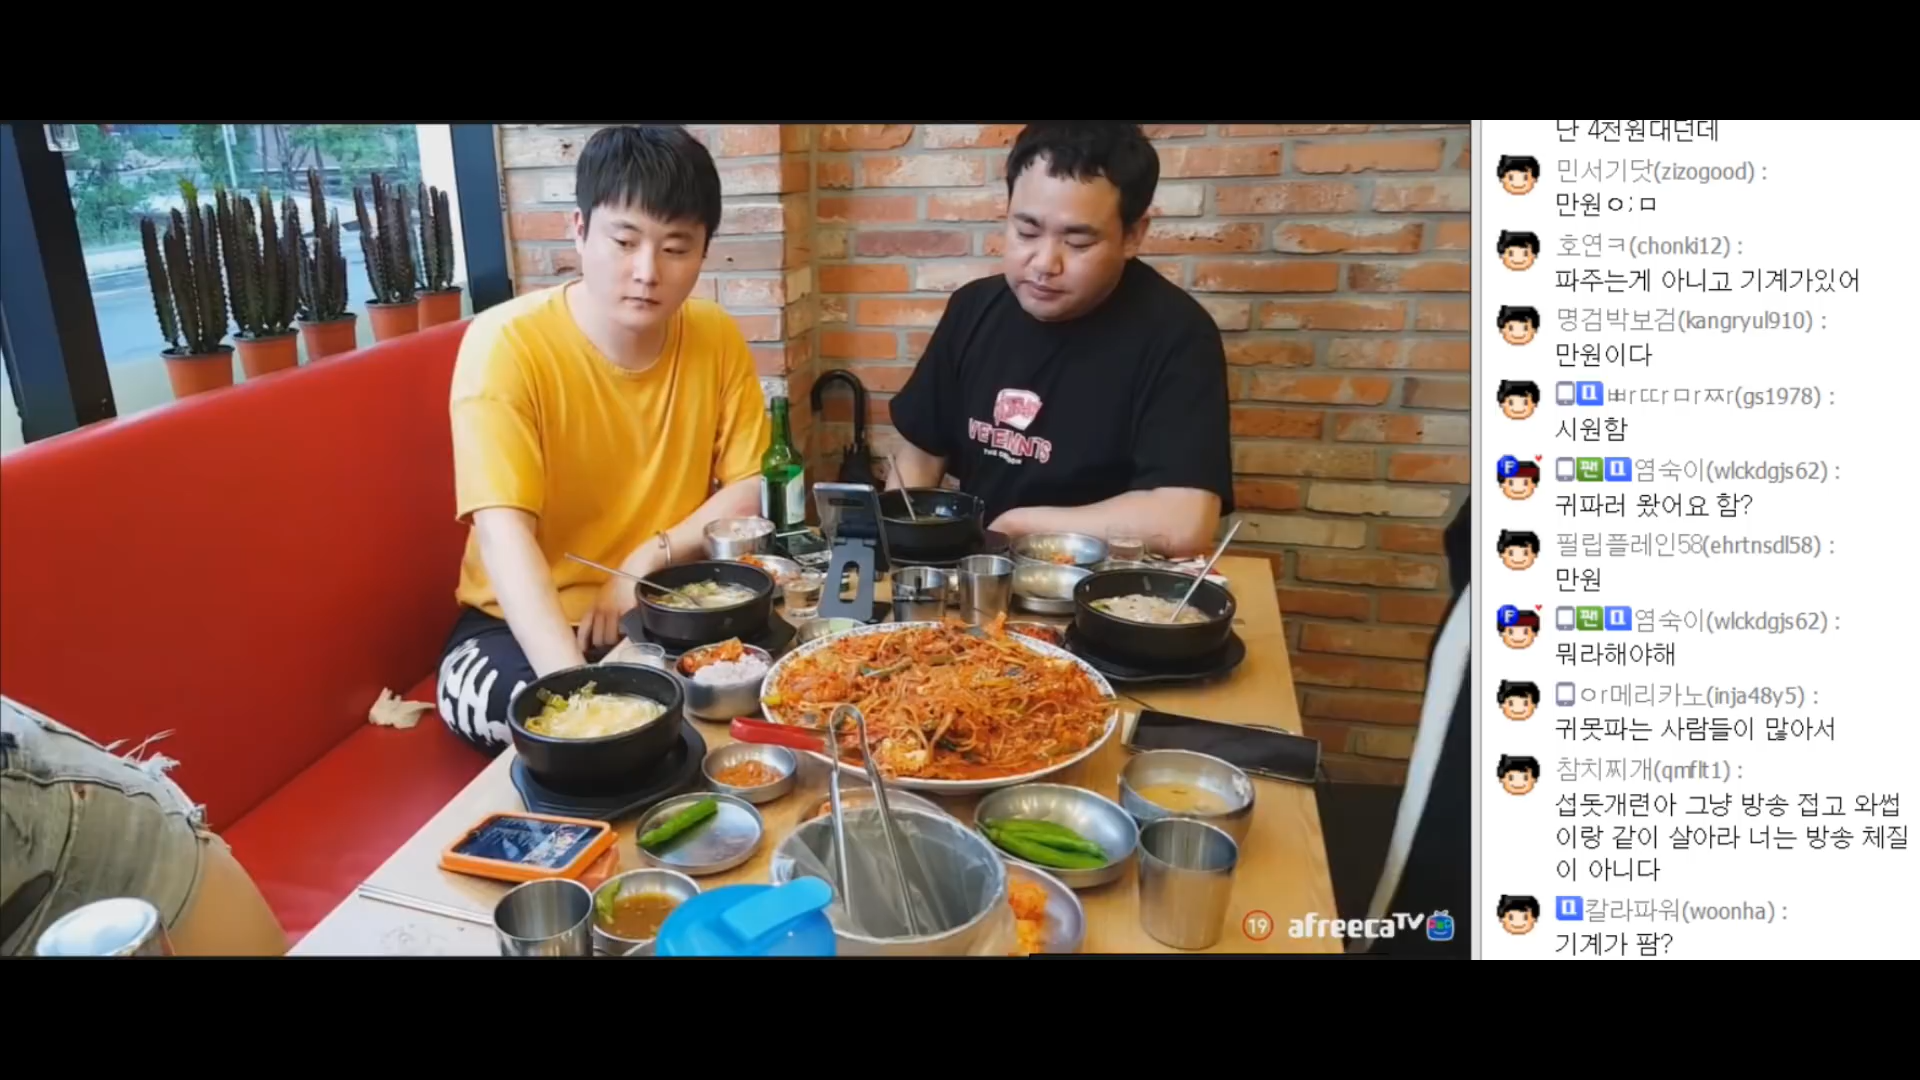 난 4천원대던데
민서기닷(zizogood) :
만원ㅇ;ㅁ
호연ㅋ(chonki12) :
파주는게 아니고 기계가있어
명검박보검(kangryul910) :
만원이다
ㅃrㄸrㅁrㅉr(gs1978) :
시원함
팬 염숙이(wlckdgjs62) :
귀파러 왔어요 함?
필립플레인58(ehrtnsdl58) :
만원
팬 염숙이(wlckdgjs62) :
뭐라해야해
ㅇr메리카노(inja48y5) :
귀못파는 사람들이 많아서
참치찌개(qmflt1) :
섭돗개련아 그냥 방송 접고 와썹
이랑 같이 살아라 너는 방송 체질
이 아니다
칼라파워(woonha) :
기계가 팜?
VETEMNTS
19 afreecaTV